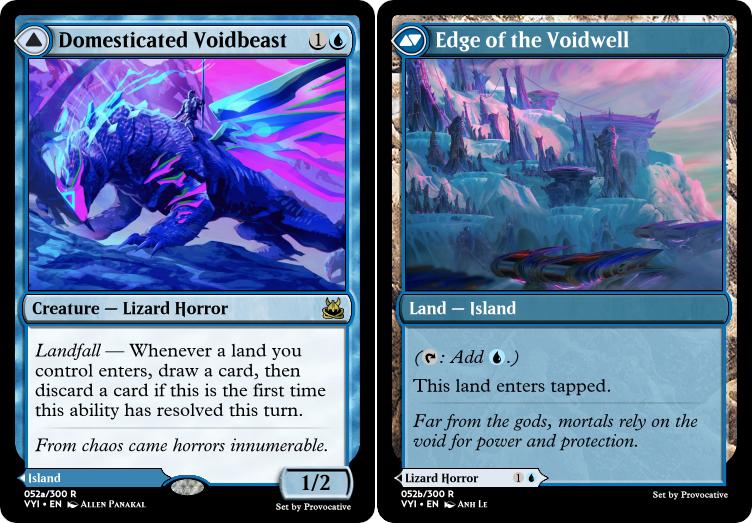 Domesticated Voidbeast 1
Creature — Lizard Horror
Landfall — Whenever a land you
control enters, draw a card, then
discard a card if this is the first time
this ability has resolved this turn.
From chaos came horrors innumerable.
Island
1/2
052a/300 R
VYI • EN Allen Panakal
Set by Provocative
Edge of the Voidwell
Land — Island
(: Add .)
This land enters tapped.
Far from the gods, mortals rely on the
void for power and protection.
Lizard Horror 1
052b/300 R
VYI • EN Anh Le
Set by Provocative